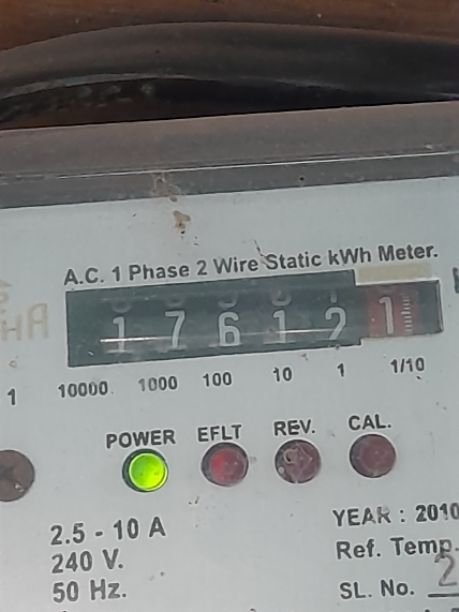 A.C. 1 Phase 2 Wire Static kWh Meter.
1 7 6 1 2 1
1 10000 1000 100 10 1 1/10
POWER EFLT REV. CAL.
2.5 - 10 A
240 V.
50 Hz.
YEAR : 2010
Ref. Temp.
SL. No. 2